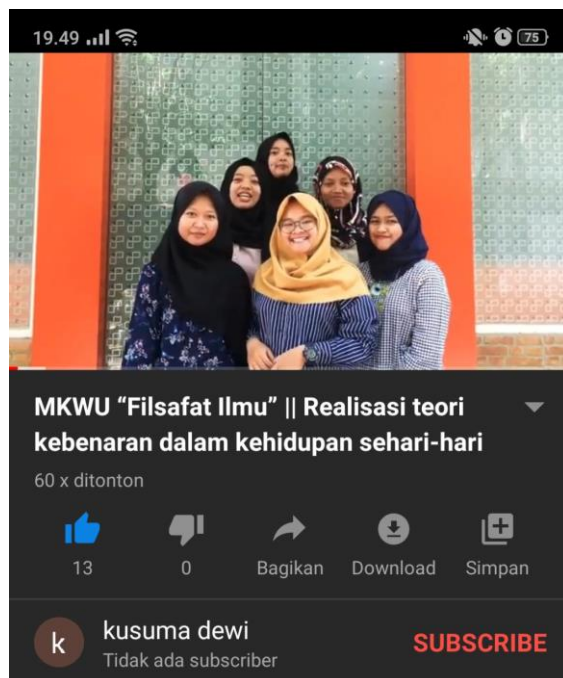 19.49
75
MKWU “Filsafat Ilmu” || Realisasi teori
kebenaran dalam kehidupan sehari-hari
60 x ditonton
13 0 Bagikan Download Simpan
k
kusuma dewi
Tidak ada subscriber
SUBSCRIBE